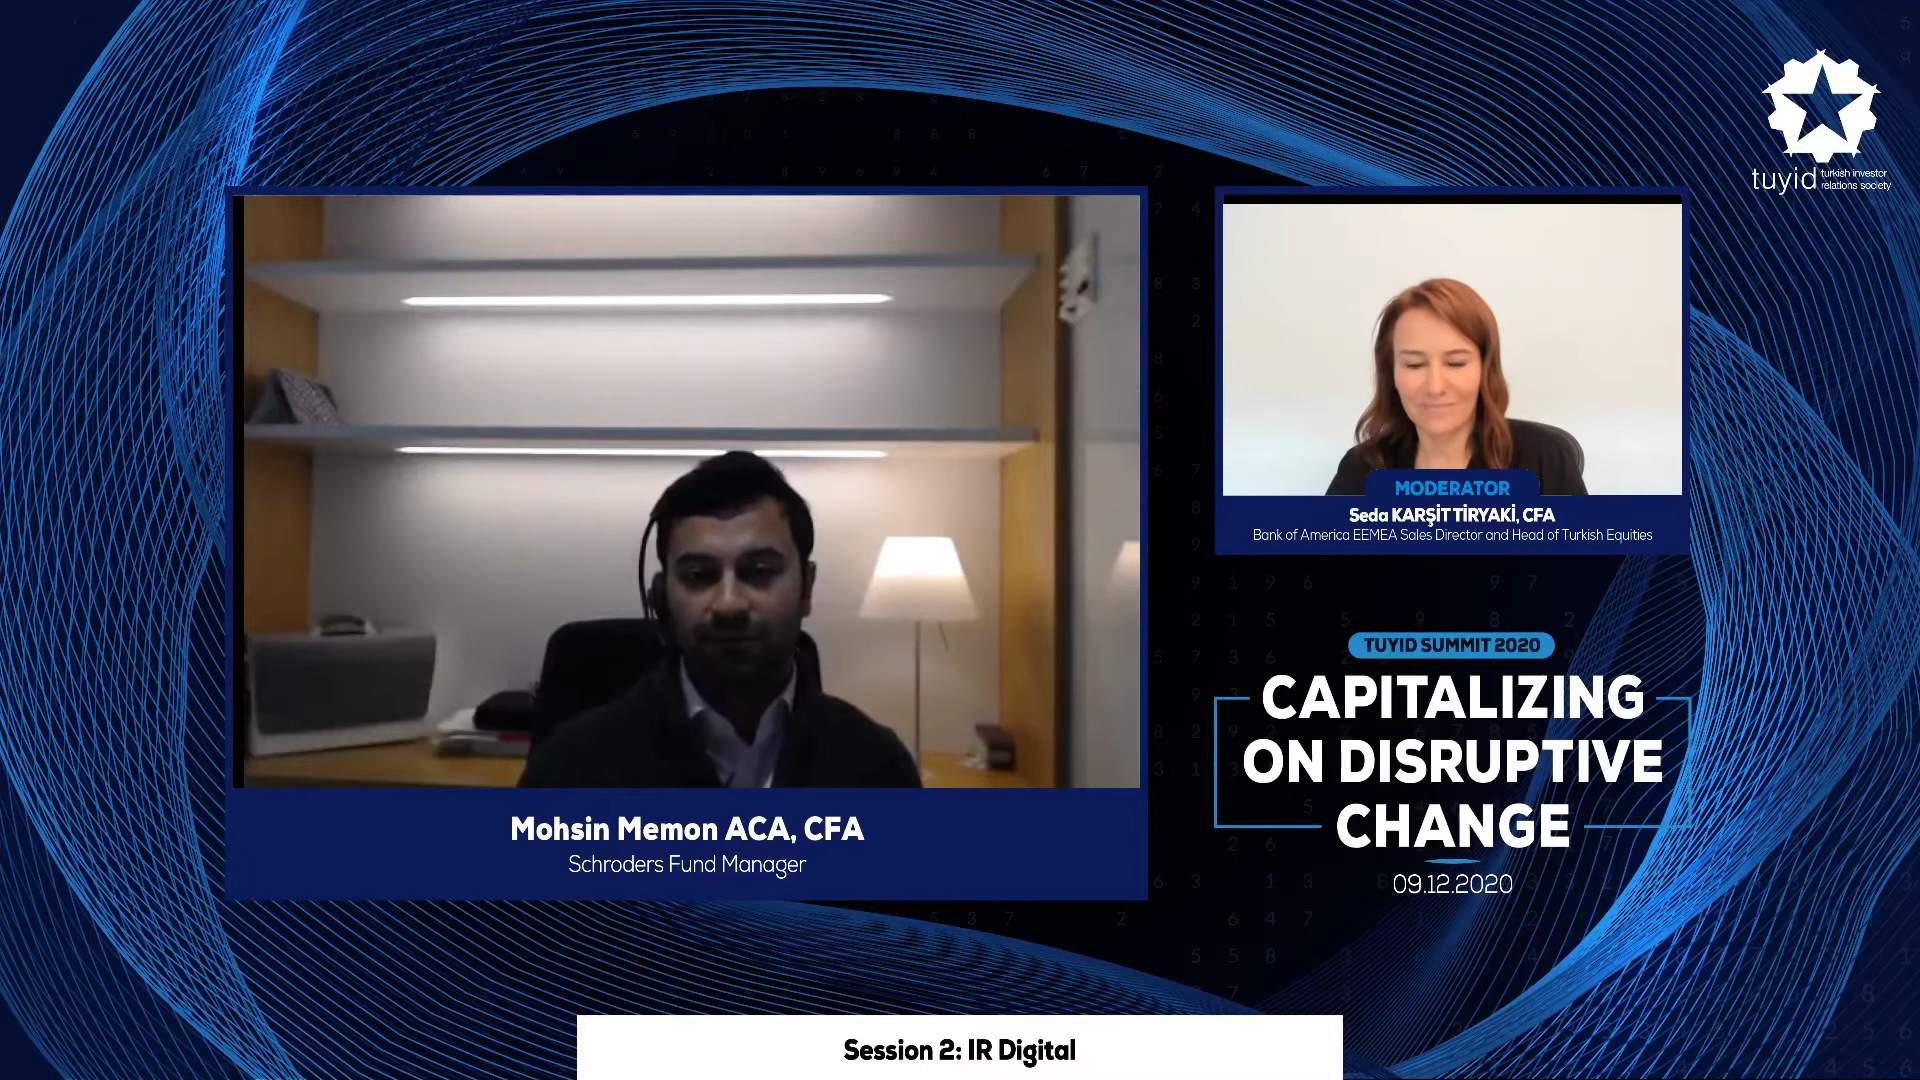 tuyid
turkish investor
relations society
MODERATOR
Seda KARŞİT TİRYAKİ, CFA
Bank of America EEMEA Sales Director and Head of Turkish Equities
TUYID SUMMIT 2020
CAPITALIZING
ON DISRUPTIVE
CHANGE
09.12.2020
Mohsin Memon ACA, CFA
Schroders Fund Manager
Session 2: IR Digital